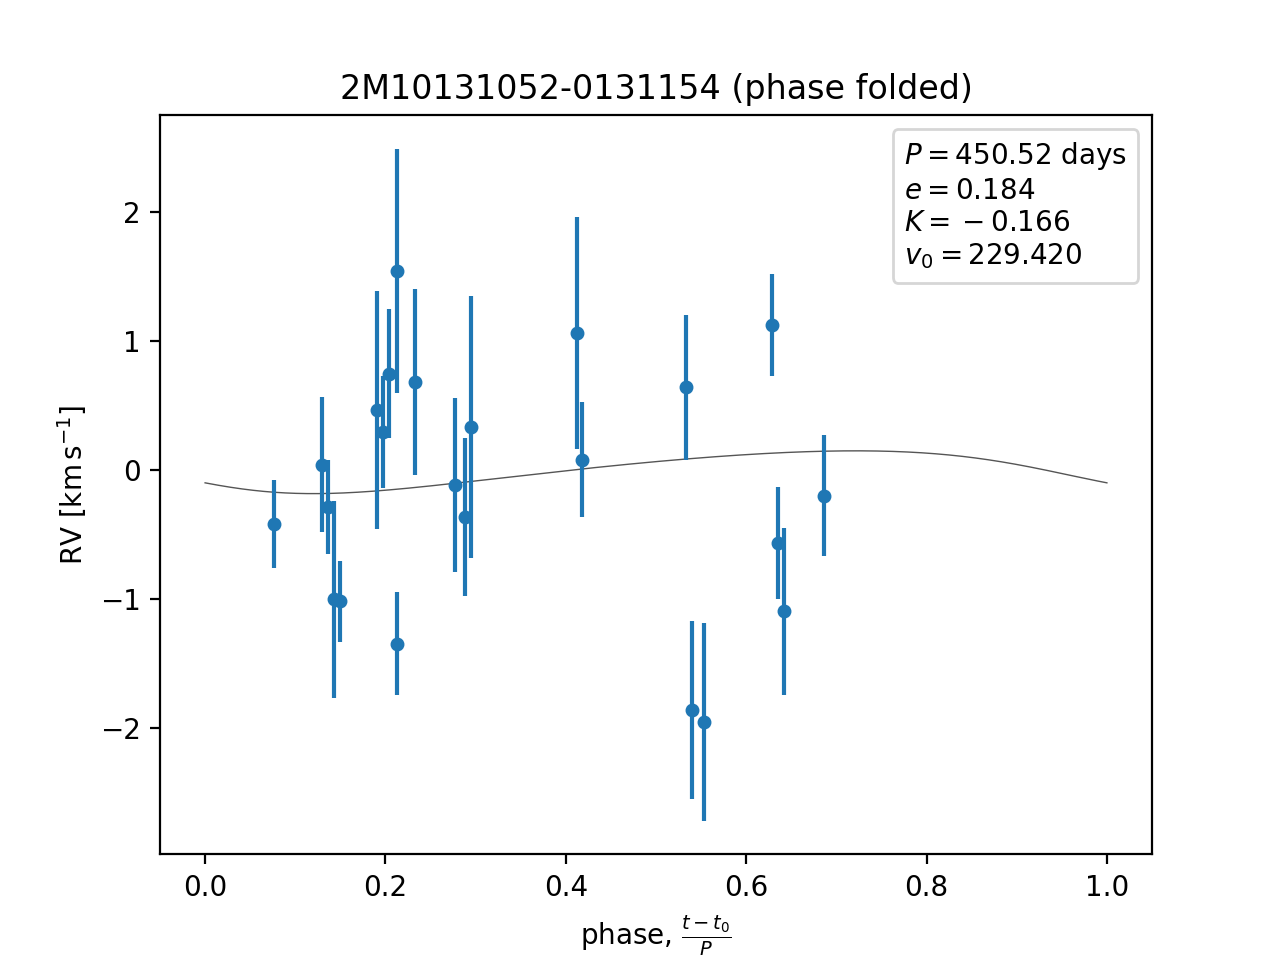 2M10131052-0131154 (phase folded)
P = 450.52 days
e = 0.184
K = −0.166
v₀ = 229.420
RV [km s⁻¹]
2
1
0
−1
−2
0.0 0.2 0.4 0.6 0.8 1.0
phase, (t − t₀)/P